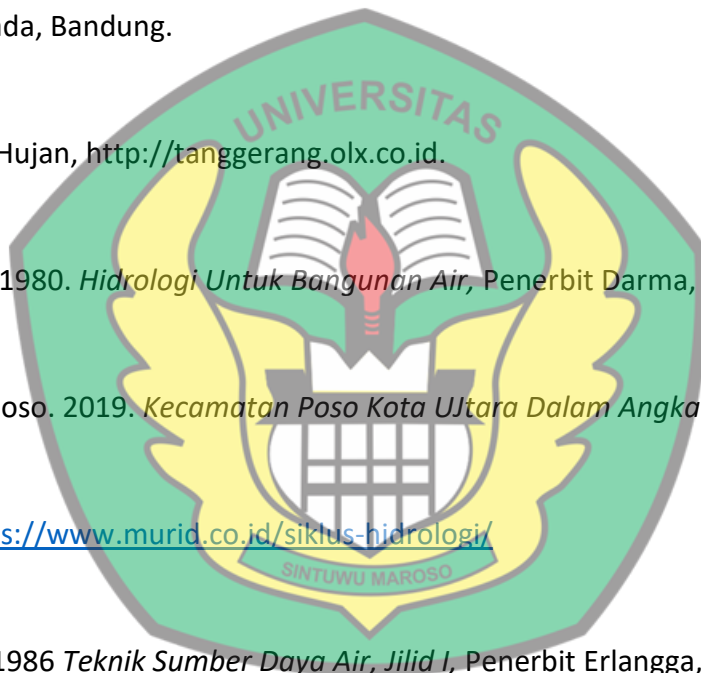 da, Bandung.
UNIVERSITAS
Hujan, http://tanggerang.olx.co.id.
1980. Hidrologi Untuk Bangunan Air, Penerbit Darma,
oso. 2019. Kecamatan Poso Kota UJtara Dalam Angka
s://www.murid.co.id/siklus-hidrologi/
SINTUWU MAROSO
1986 Teknik Sumber Daya Air, Jilid I, Penerbit Erlangga,